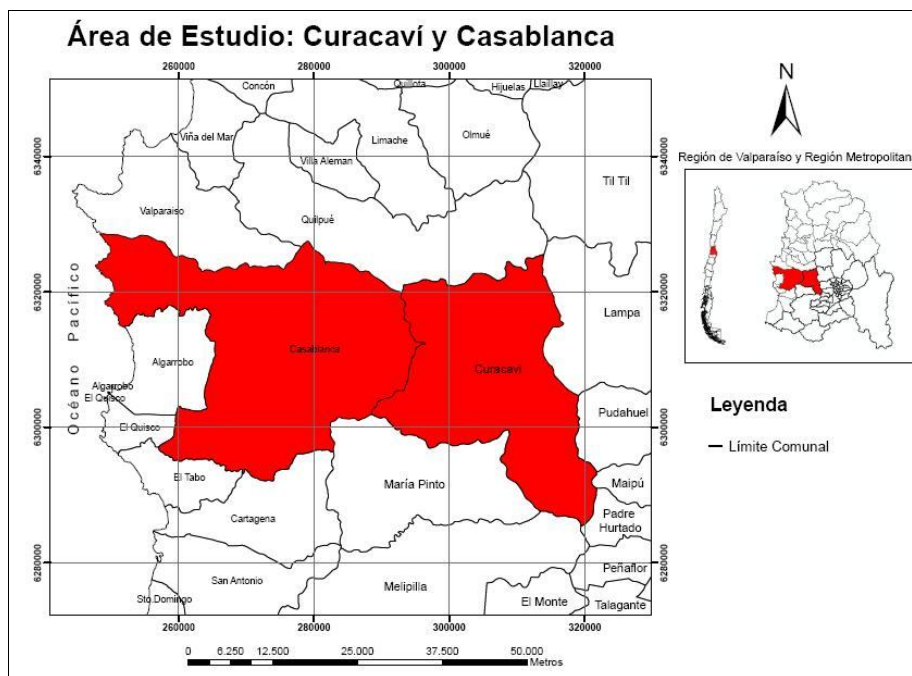 Área de Estudio: Curacaví y Casablanca
260000 280000 300000 320000
N
Región de Valparaíso y Región Metropolitana
6340000 6340000
6320000 6320000
6300000 6300000
6280000 6280000
Concón
Quillota
Hijuelas
Llaillay
Viña del Mar
Limache
Olmué
Villa Aleman
Til Til
Valparaíso
Quilpué
Océano Pacífico
Lampa
Casablanca
Algarrobo
Curacaví
Algarrobo
El Quisco
Pudahuel
El Quisco
Leyenda
Límite Comunal
El Tabo
María Pinto
Maipú
Cartagena
Padre
Hurtado
Peñaflor
San Antonio
Melipilla
Sto.Domingo
El Monte
Talagante
260000 280000 300000 320000
0 6.250 12.500 25.000 37.500 50.000
Metros